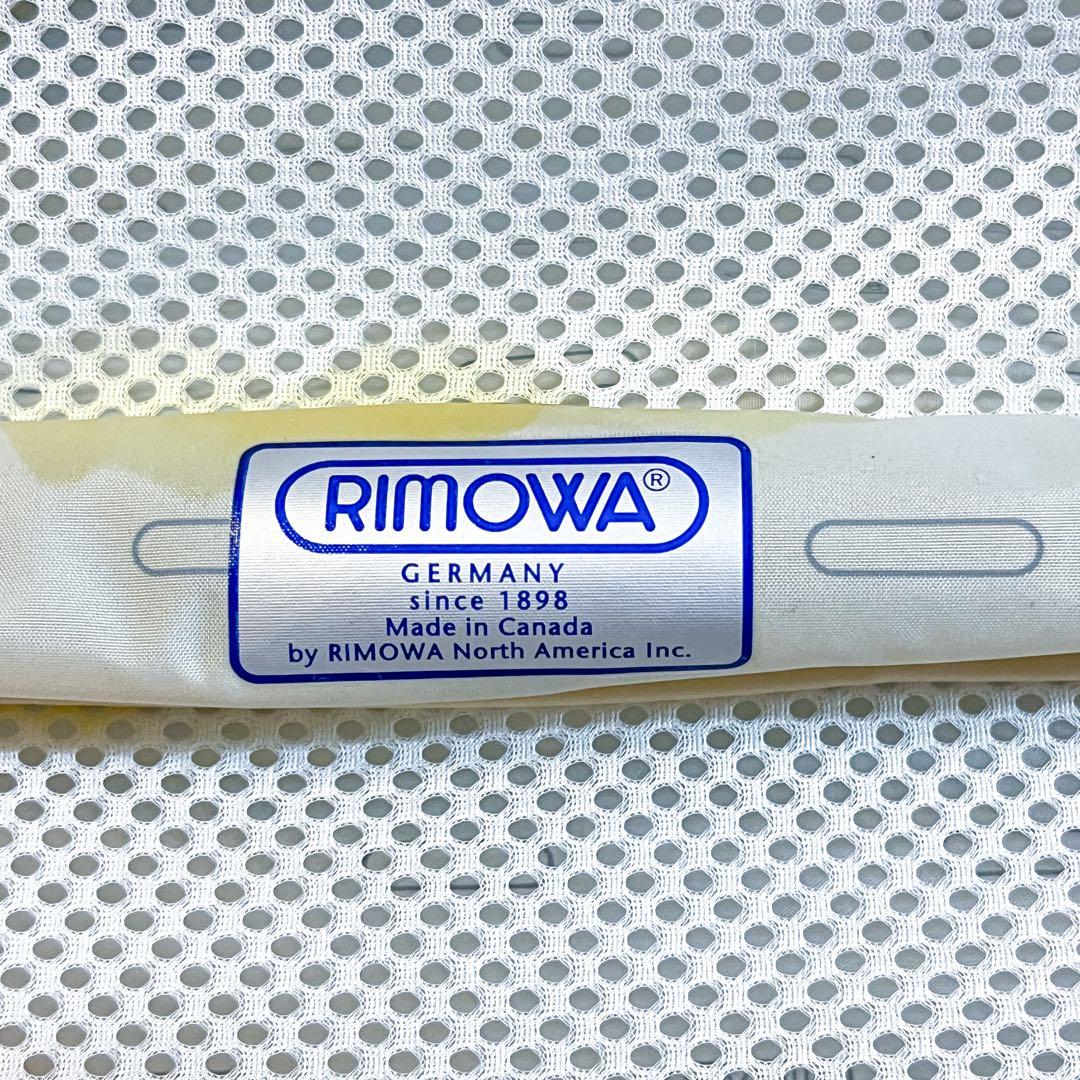 RIMOWA®
GERMANY
since 1898
Made in Canada
by RIMOWA North America Inc.